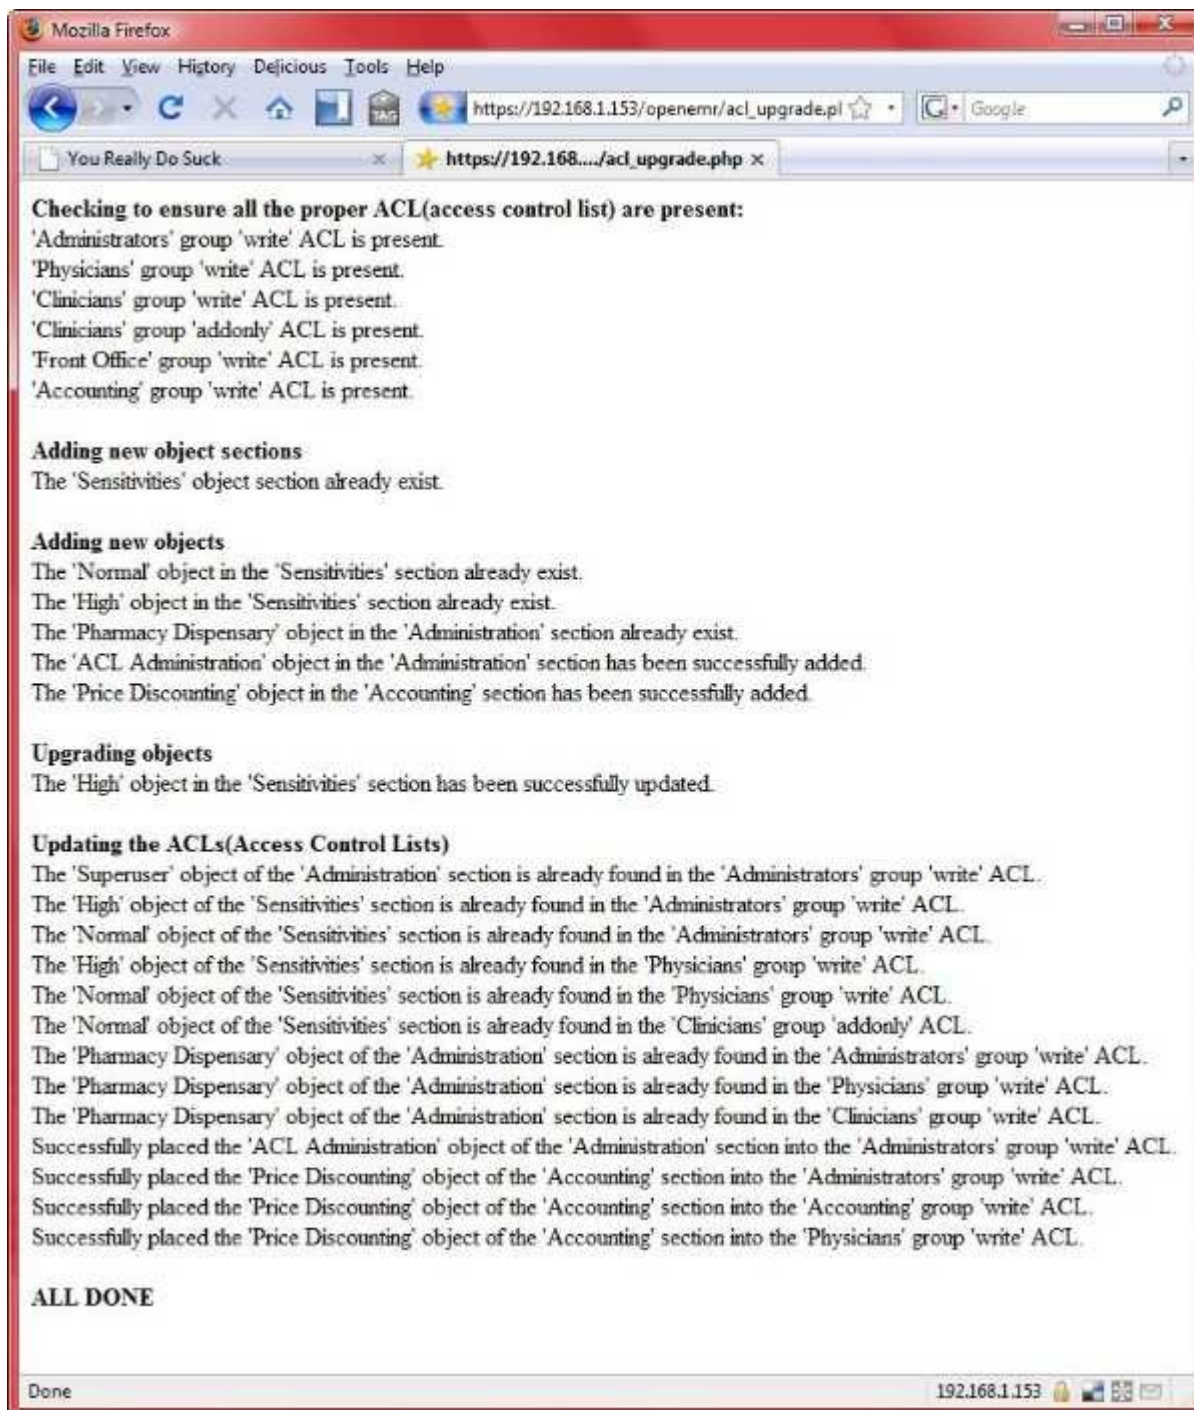 Mozilla Firefox
File Edit View History Delicious Tools Help
TAG https://192.168.1.153/openemr/acl_upgrade.pl G Google
You Really Do Suck https://192.168..../acl_upgrade.php
Checking to ensure all the proper ACL(access control list) are present:
'Administrators' group 'write' ACL is present.
'Physicians' group 'write' ACL is present.
'Clinicians' group 'write' ACL is present.
'Clinicians' group 'addonly' ACL is present.
'Front Office' group 'write' ACL is present.
'Accounting' group 'write' ACL is present.
Adding new object sections
The 'Sensitivities' object section already exist.
Adding new objects
The 'Normal' object in the 'Sensitivities' section already exist.
The 'High' object in the 'Sensitivities' section already exist.
The 'Pharmacy Dispensary' object in the 'Administration' section already exist.
The 'ACL Administration' object in the 'Administration' section has been successfully added.
The 'Price Discounting' object in the 'Accounting' section has been successfully added.
Upgrading objects
The 'High' object in the 'Sensitivities' section has been successfully updated.
Updating the ACLs(Access Control Lists)
The 'Superuser' object of the 'Administration' section is already found in the 'Administrators' group 'write' ACL.
The 'High' object of the 'Sensitivities' section is already found in the 'Administrators' group 'write' ACL.
The 'Normal' object of the 'Sensitivities' section is already found in the 'Administrators' group 'write' ACL.
The 'High' object of the 'Sensitivities' section is already found in the 'Physicians' group 'write' ACL.
The 'Normal' object of the 'Sensitivities' section is already found in the 'Physicians' group 'write' ACL.
The 'Normal' object of the 'Sensitivities' section is already found in the 'Clinicians' group 'addonly' ACL.
The 'Pharmacy Dispensary' object of the 'Administration' section is already found in the 'Administrators' group 'write' ACL.
The 'Pharmacy Dispensary' object of the 'Administration' section is already found in the 'Physicians' group 'write' ACL.
The 'Pharmacy Dispensary' object of the 'Administration' section is already found in the 'Clinicians' group 'write' ACL.
Successfully placed the 'ACL Administration' object of the 'Administration' section into the 'Administrators' group 'write' ACL.
Successfully placed the 'Price Discounting' object of the 'Accounting' section into the 'Administrators' group 'write' ACL.
Successfully placed the 'Price Discounting' object of the 'Accounting' section into the 'Accounting' group 'write' ACL.
Successfully placed the 'Price Discounting' object of the 'Accounting' section into the 'Physicians' group 'write' ACL.
ALL DONE
Done 192.168.1.153